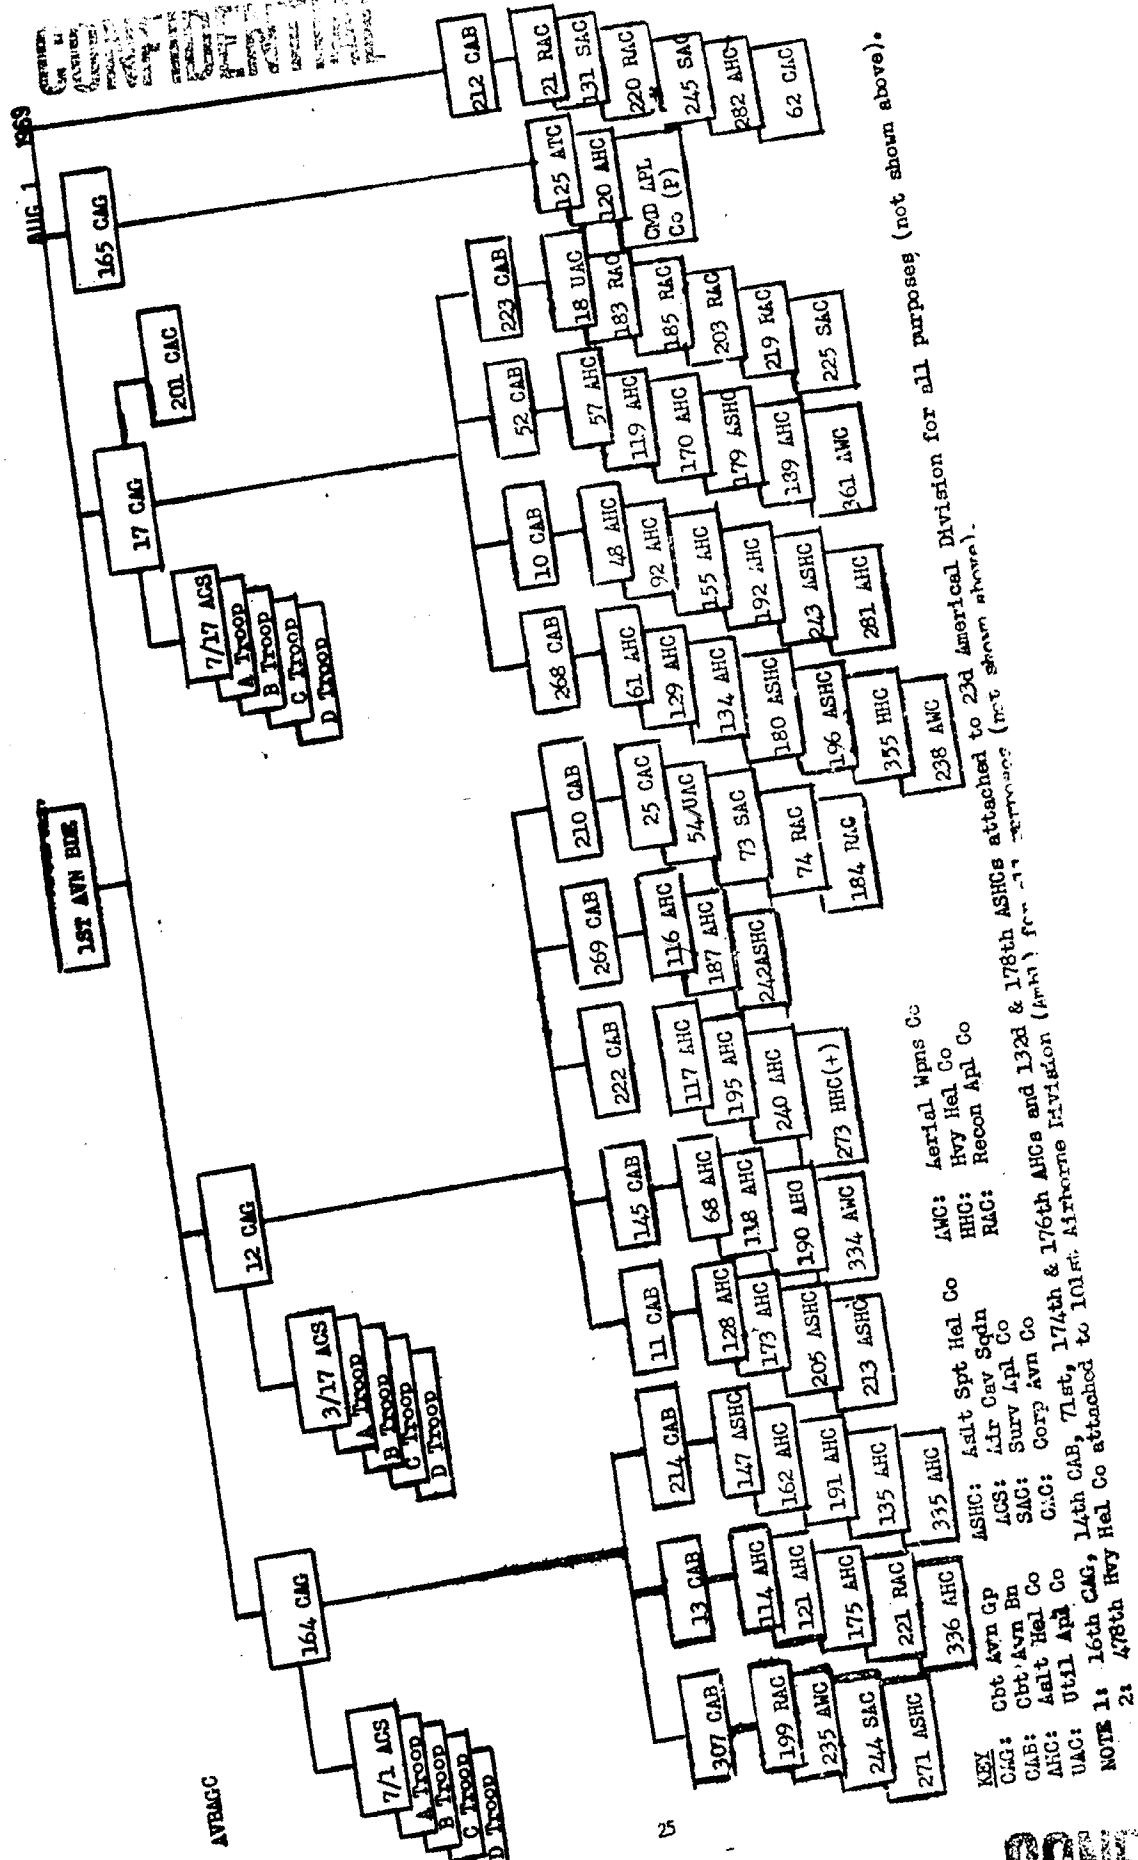 AVBAGC
AUG 1 1969
1ST AVN BDE
164 CAG
12 CAG
17 CAG
165 CAG
201 CAC
7/1 ACS
A Troop
B Troop
C Troop
D Troop
3/17 ACS
A Troop
B Troop
C Troop
D Troop
7/17 ACS
A Troop
B Troop
C Troop
D Troop
307 CAB
199 RAC
235 AWC
244 SAC
271 ASHC
13 CAB
114 AHC
121 AHC
175 AHC
221 RAC
336 AHC
214 CAB
147 ASHC
162 AHC
191 AHC
135 AHC
335 AHC
11 CAB
128 AHC
173 AHC
205 ASHC
213 ASHC
145 CAB
68 AHC
118 AHC
190 AHC
334 AWC
222 CAB
117 AHC
195 AHC
240 AHC
273 HHC(+)
269 CAB
116 AHC
187 AHC
242ASHC
210 CAB
25 CAC
54/UAC
73 SAC
74 RAC
184 RAC
268 CAB
61 AHC
129 AHC
134 AHC
180 ASHC
196 ASHC
355 HHC
238 AWC
10 CAB
48 AHC
92 AHC
155 AHC
192 AHC
243 ASHC
281 AHC
52 CAB
57 AHC
119 AHC
170 AHC
179 ASHC
189 AHC
361 AWC
223 CAB
18 UAC
183 RAC
185 RAC
203 RAC
219 RAC
225 SAC
125 ATC
120 AHC
CMD APL
Co (P)
212 CAB
21 RAC
131 SAC
220 RAC
245 SAC
282 AHC
62 CAC
KEY
CAG: Cbt Avn Gp
CAB: Cbt Avn Bn
AHC: Aslt Hel Co
UAC: Util Apl Co
ASHC: Aslt Spt Hel Co
ACS: Air Cav Sqdn
SAC: Surv Apl Co
CAC: Corp Avn Co
AWC: Aerial Wpns Co
HHC: Hvy Hel Co
RAC: Recon Apl Co
NOTE 1: 16th CAG, 14th CAB, 71st, 174th & 176th AHCs and 132d & 178th ASHCs attached to 23d Americal Division for all purposes (not shown above).
2: 478th Hvy Hel Co attached to 101st Airborne Division (Ambl) for all purposes (not shown above).
25